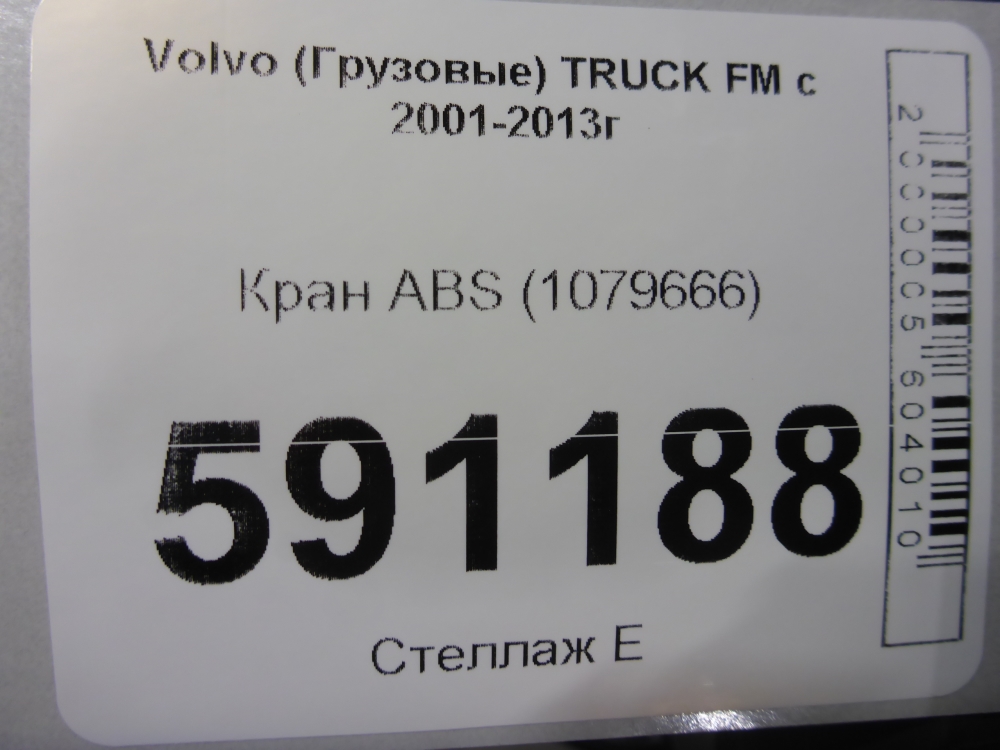 Volvo (Грузовые) TRUCK FM с
2001-2013г
Кран ABS (1079666)
591188
Стеллаж Е
2000005604010